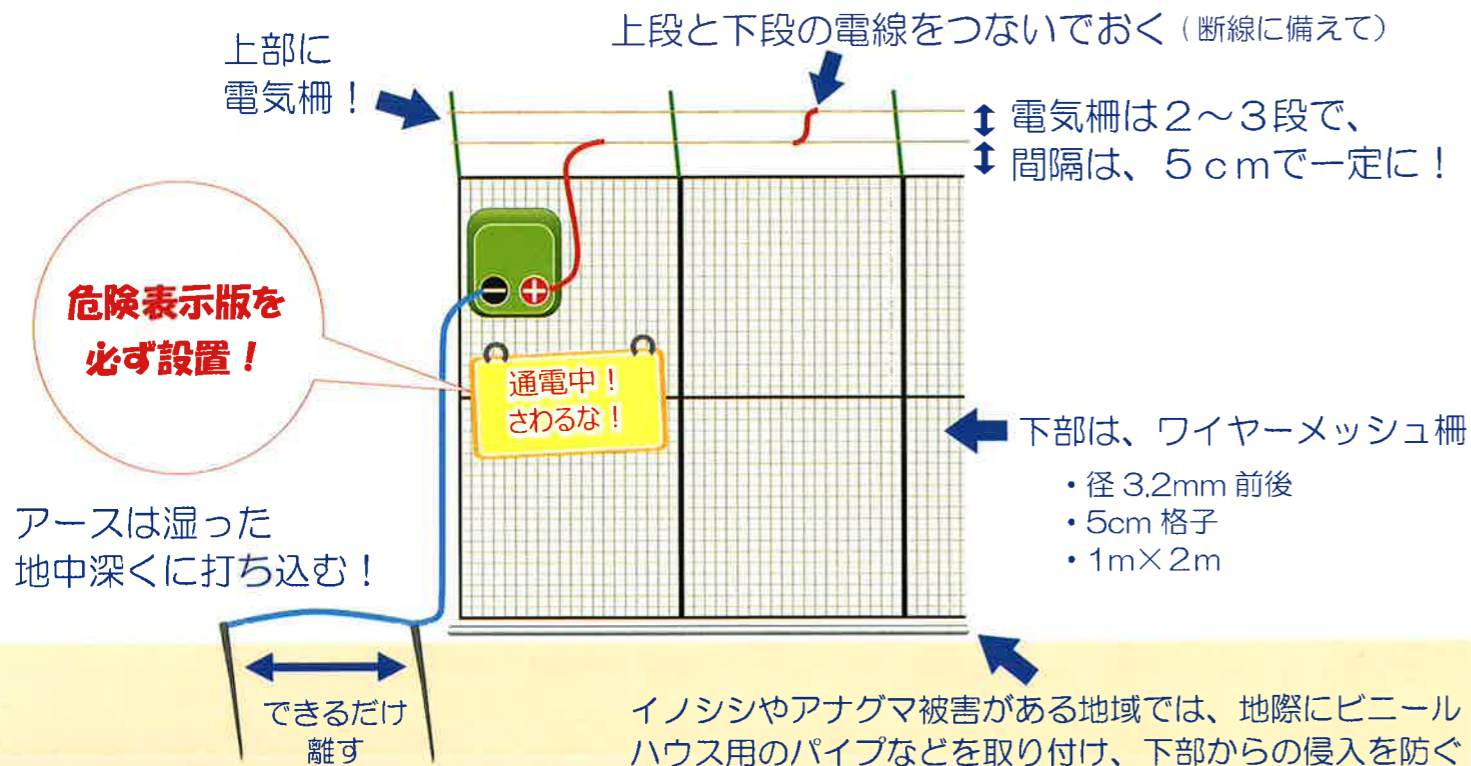 上部に
電気柵！
上段と下段の電線をつないでおく（断線に備えて）
電気柵は２～３段で、
間隔は、５ｃｍで一定に！
危険表示版を
必ず設置！
通電中！
さわるな！
下部は、ワイヤーメッシュ柵
・径 3.2mm 前後
・5cm 格子
・1m×2m
アースは湿った
地中深くに打ち込む！
できるだけ
離す
イノシシやアナグマ被害がある地域では、地際にビニール
ハウス用のパイプなどを取り付け、下部からの侵入を防ぐ